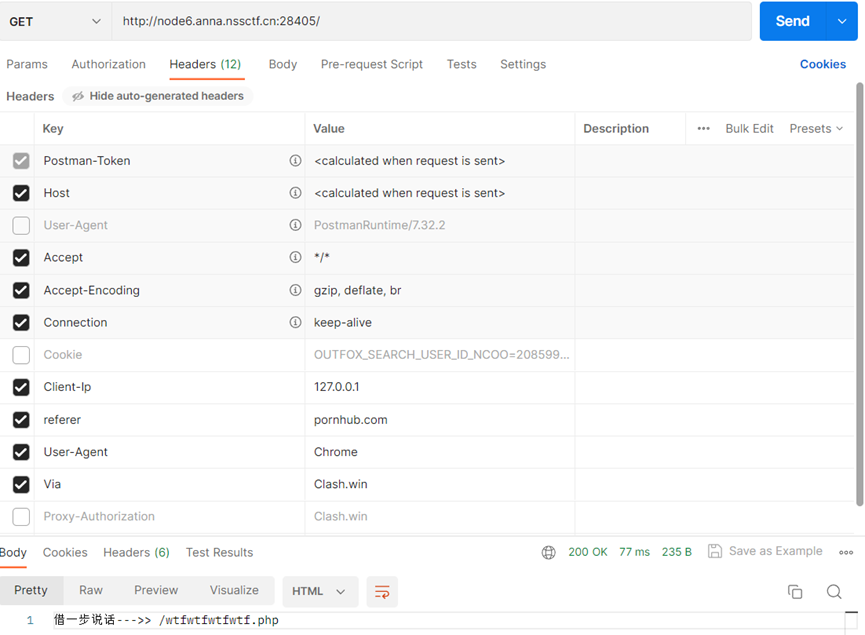 GET http://node6.anna.nssctf.cn:28405/ Send
Params Authorization Headers (12) Body Pre-request Script Tests Settings Cookies
Headers Hide auto-generated headers
Key Value Description ••• Bulk Edit Presets
Postman-Token <calculated when request is sent>
Host <calculated when request is sent>
User-Agent PostmanRuntime/7.32.2
Accept */*
Accept-Encoding gzip, deflate, br
Connection keep-alive
Cookie OUTFOX_SEARCH_USER_ID_NCOO=208599...
Client-Ip 127.0.0.1
referer pornhub.com
User-Agent Chrome
Via Clash.win
Proxy-Authorization Clash.win
Body Cookies Headers (6) Test Results 200 OK 77 ms 235 B Save as Example
Pretty Raw Preview Visualize HTML
1 借一步说话--->> /wtfwtfwtfwtf.php